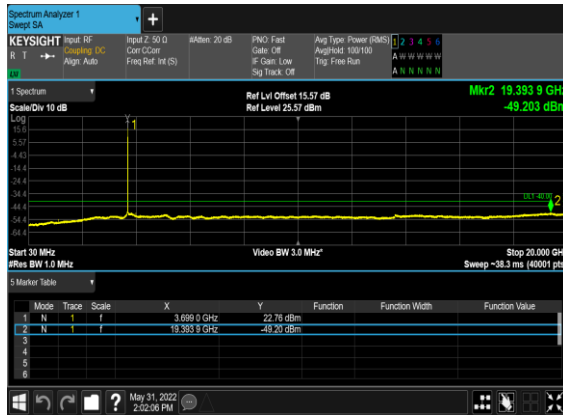 Spectrum Analyzer 1
Swept SA
KEYSIGHT Input: RF Input Z: 50 Ω #Atten: 20 dB PNO: Fast Avg Type: Power (RMS) 1 2 3 4 5 6
R T Coupling: DC Corr CCorr Gate: Off Avg|Hold: 100/100 A W W W W W
Align: Auto Freq Ref: Int (S) IF Gain: Low Trig: Free Run
Sig Track: Off A N N N N N
1 Spectrum Ref Lvl Offset 15.57 dB Mkr2 19.393 9 GHz
Scale/Div 10 dB Ref Level 25.57 dBm -49.203 dBm
Log
1
15.6
5.57
-4.43
-14.4
-24.4
-34.4
DL1 -40.00
2
-44.4
-54.4
-64.4
Start 30 MHz Video BW 3.0 MHz* Stop 20.000 GH
#Res BW 1.0 MHz Sweep ~38.3 ms (40001 pts
5 Marker Table
Mode Trace Scale X Y Function Function Width Function Value
1 N 1 f 3.699 0 GHz 22.76 dBm
2 N 1 f 19.393 9 GHz -49.20 dBm
3
4
5
6
? May 31, 2022
2:02:06 PM